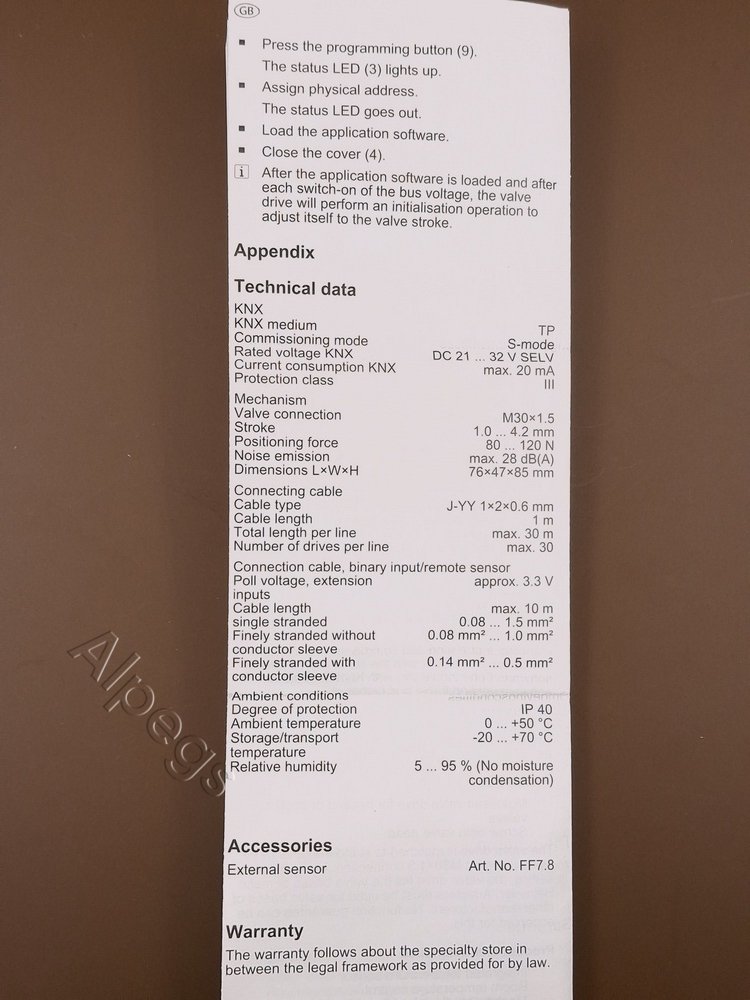 GB
▪ Press the programming button (9).
The status LED (3) lights up.
▪ Assign physical address.
The status LED goes out.
▪ Load the application software.
▪ Close the cover (4).
i After the application software is loaded and after
each switch-on of the bus voltage, the valve
drive will perform an initialisation operation to
adjust itself to the valve stroke.
Appendix
Technical data
KNX
KNX medium TP
Commissioning mode S-mode
Rated voltage KNX DC 21 ... 32 V SELV
Current consumption KNX max. 20 mA
Protection class III
Mechanism
Valve connection M30×1.5
Stroke 1.0 ... 4.2 mm
Positioning force 80 ... 120 N
Noise emission max. 28 dB(A)
Dimensions L×W×H 76×47×85 mm
Connecting cable
Cable type J-YY 1×2×0.6 mm
Cable length 1 m
Total length per line max. 30 m
Number of drives per line max. 30
Connection cable, binary input/remote sensor
Poll voltage, extension approx. 3.3 V
inputs
Cable length max. 10 m
single stranded 0.08 ... 1.5 mm²
Finely stranded without 0.08 mm² ... 1.0 mm²
conductor sleeve
Finely stranded with 0.14 mm² ... 0.5 mm²
conductor sleeve
Ambient conditions
Degree of protection IP 40
Ambient temperature 0 ... +50 °C
Storage/transport -20 ... +70 °C
temperature
Relative humidity 5 ... 95 % (No moisture
condensation)
Accessories
External sensor Art. No. FF7.8
Warranty
The warranty follows about the specialty store in
between the legal framework as provided for by law.
Alpegs